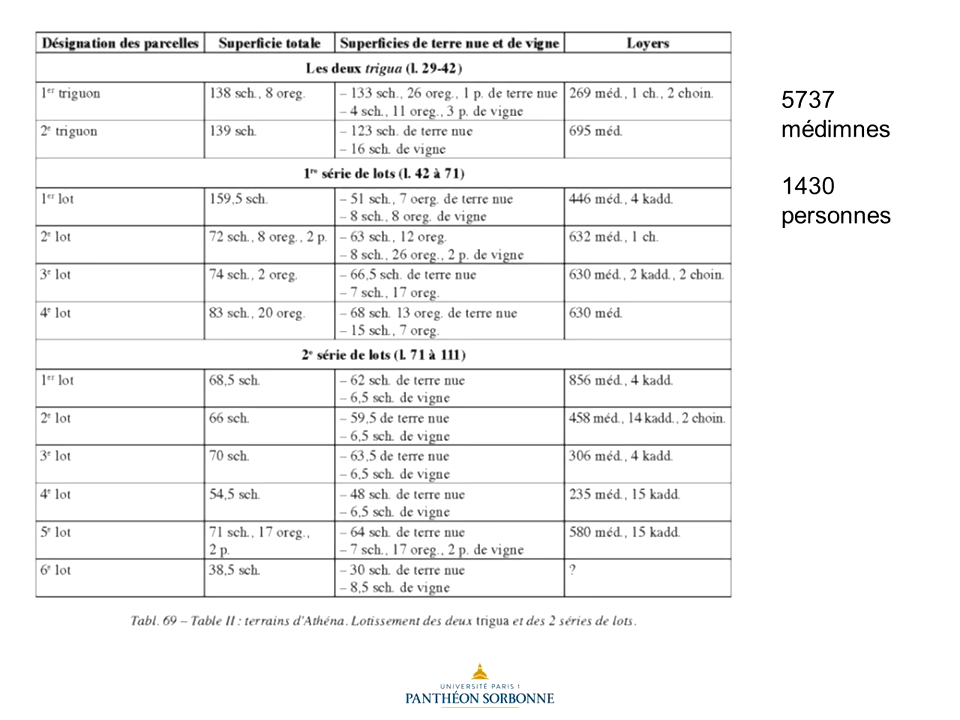 Désignation des parcelles Superficie totale Superficies de terre nue et de vigne Loyers
Les deux trigua (l. 29-42)
1er triguon 138 sch., 8 oreg. – 133 sch., 26 oreg., 1 p. de terre nue 269 méd., 1 ch., 2 choin.
– 4 sch., 11 oreg., 3 p. de vigne
2e triguon 139 sch. – 123 sch. de terre nue 695 méd.
– 16 sch. de vigne
1re série de lots (l. 42 à 71)
1er lot 159,5 sch. – 51 sch., 7 oerg. de terre nue 446 méd., 4 kadd.
– 8 sch., 8 oreg. de vigne
2e lot 72 sch., 8 oreg., 2 p. – 63 sch., 12 oreg. 632 méd., 1 ch.
– 8 sch., 26 oreg., 2 p. de vigne
3e lot 74 sch., 2 oreg. – 66,5 sch. de terre nue 630 méd., 2 kadd., 2 choin.
– 7 sch., 17 oreg.
4e lot 83 sch., 20 oreg. – 68 sch. 13 oreg. de terre nue 630 méd.
– 15 sch., 7 oreg.
2e série de lots (l. 71 à 111)
1er lot 68,5 sch. – 62 sch. de terre nue 856 méd., 4 kadd.
– 6,5 sch. de vigne
2e lot 66 sch. – 59,5 de terre nue 458 méd., 14 kadd., 2 choin.
– 6,5 sch. de vigne
3e lot 70 sch. – 63,5 de terre nue 306 méd., 4 kadd.
– 6,5 sch. de vigne
4e lot 54,5 sch. – 48 sch. de terre nue 235 méd., 15 kadd.
– 6,5 sch. de vigne
5e lot 71 sch., 17 oreg., – 64 sch. de terre nue 580 méd., 15 kadd.
2 p. – 7 sch., 17 oreg., 2 p. de vigne
6e lot 38,5 sch. – 30 sch. de terre nue ?
– 8,5 sch. de vigne
Tabl. 69 – Table II : terrains d'Athéna. Lotissement des deux trigua et des 2 séries de lots.
5737
médimnes
1430
personnes
UNIVERSITÉ PARIS 1
PANTHÉON SORBONNE